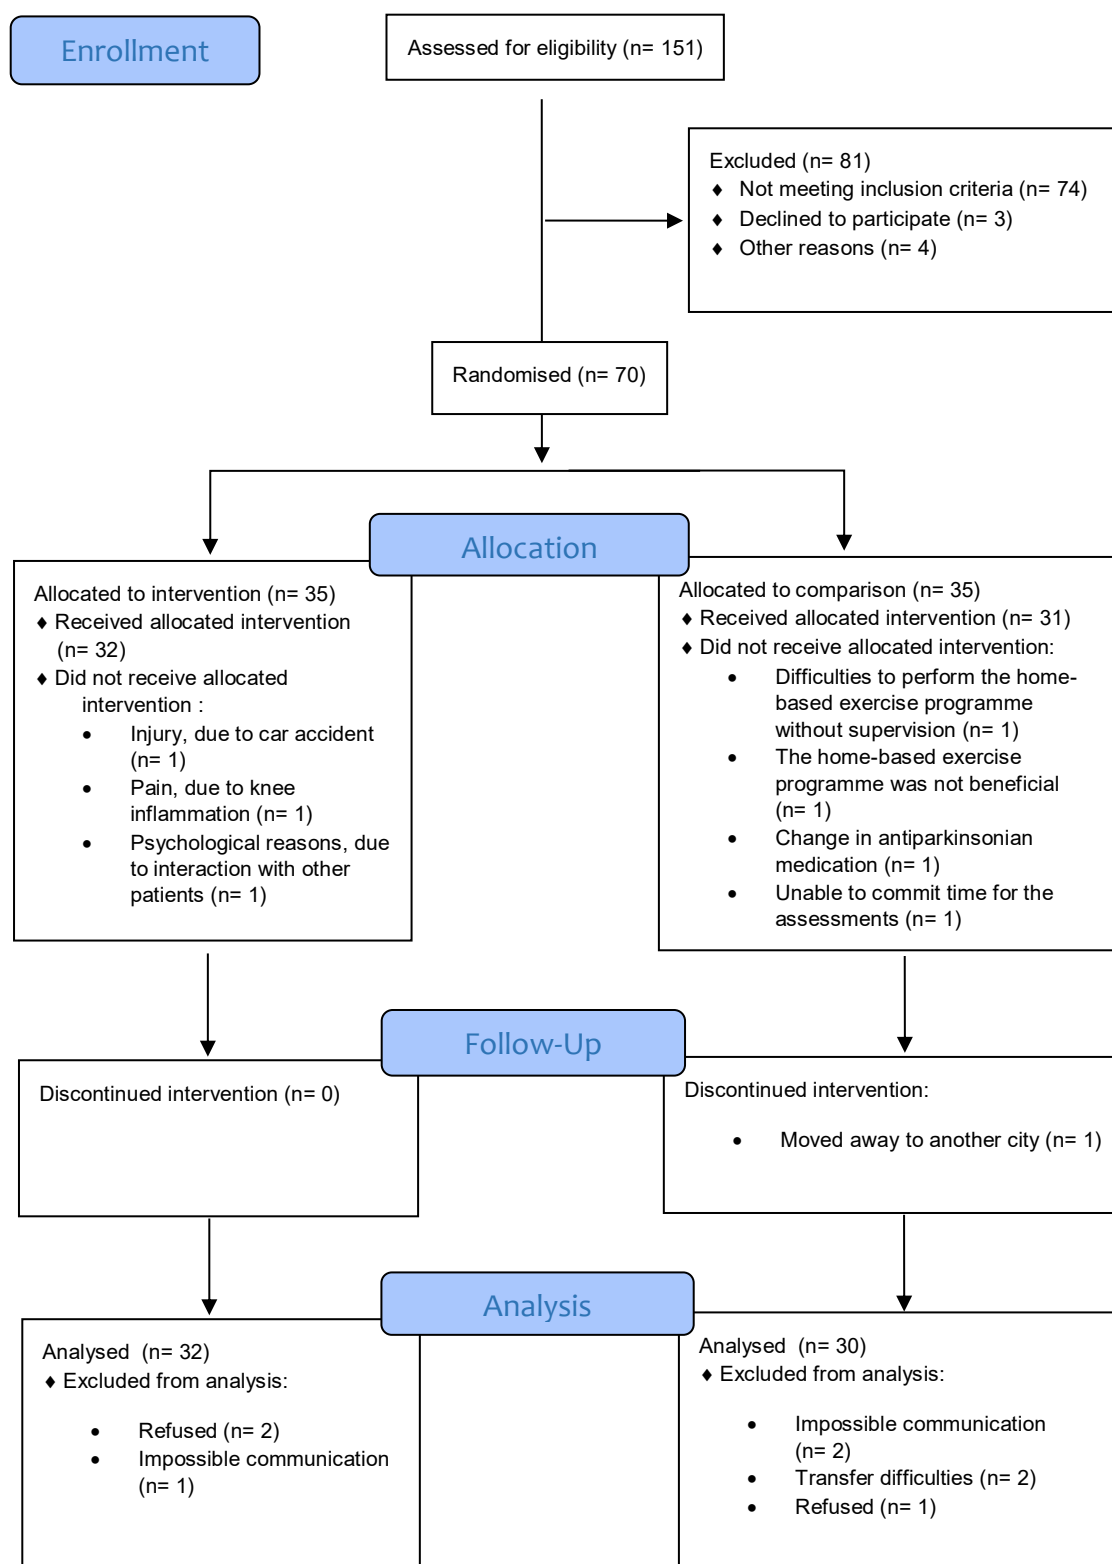 Enrollment
Assessed for eligibility (n= 151)
Excluded (n= 81)
♦ Not meeting inclusion criteria (n= 74)
♦ Declined to participate (n= 3)
♦ Other reasons (n= 4)
Randomised (n= 70)
Allocation
Allocated to intervention (n= 35)
♦ Received allocated intervention
(n= 32)
♦ Did not receive allocated
intervention :
• Injury, due to car accident
(n= 1)
• Pain, due to knee
inflammation (n= 1)
• Psychological reasons, due
to interaction with other
patients (n= 1)
Allocated to comparison (n= 35)
♦ Received allocated intervention (n= 31)
♦ Did not receive allocated intervention:
• Difficulties to perform the home-
based exercise programme
without supervision (n= 1)
• The home-based exercise
programme was not beneficial
(n= 1)
• Change in antiparkinsonian
medication (n= 1)
• Unable to commit time for the
assessments (n= 1)
Follow-Up
Discontinued intervention (n= 0)
Discontinued intervention:
• Moved away to another city (n= 1)
Analysis
Analysed (n= 32)
♦ Excluded from analysis:
• Refused (n= 2)
• Impossible communication
(n= 1)
Analysed (n= 30)
♦ Excluded from analysis:
• Impossible communication
(n= 2)
• Transfer difficulties (n= 2)
• Refused (n= 1)